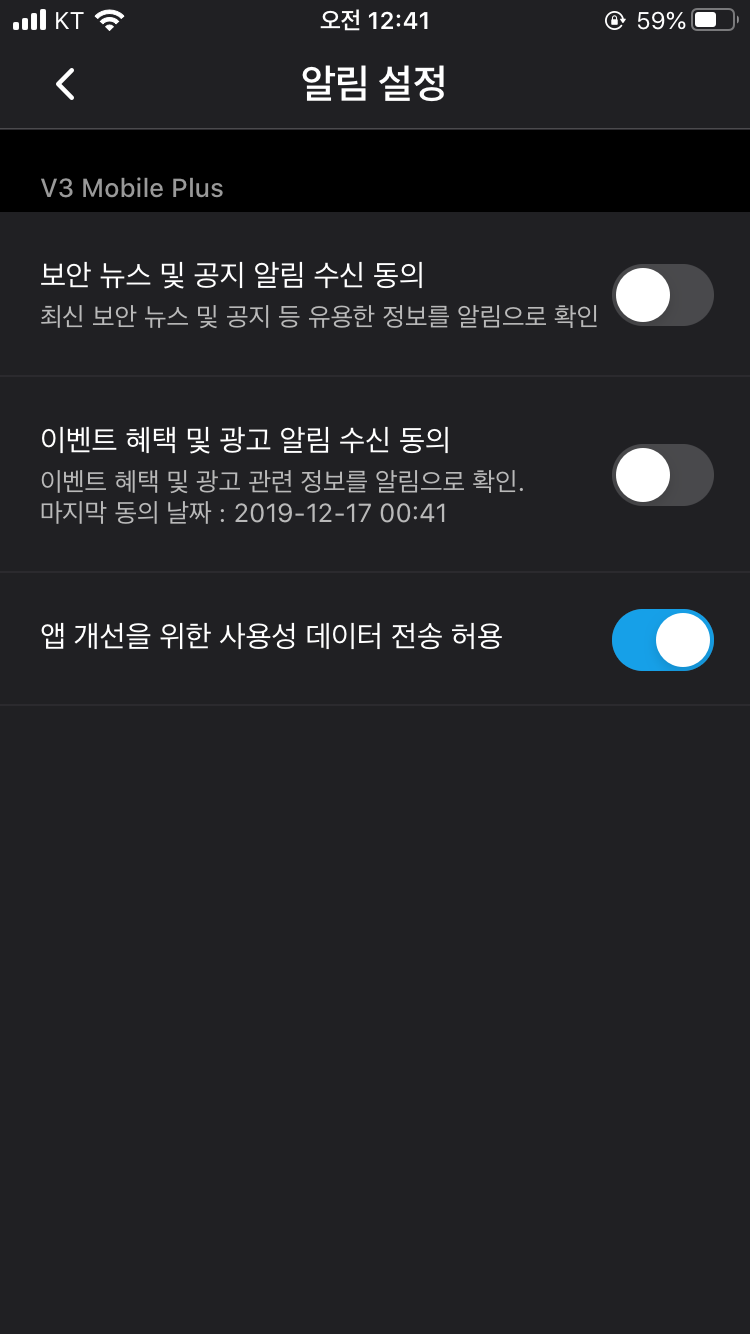 KT
오전 12:41
59%
알림 설정
V3 Mobile Plus
보안 뉴스 및 공지 알림 수신 동의
최신 보안 뉴스 및 공지 등 유용한 정보를 알림으로 확인
이벤트 혜택 및 광고 알림 수신 동의
이벤트 혜택 및 광고 관련 정보를 알림으로 확인.
마지막 동의 날짜 : 2019-12-17 00:41
앱 개선을 위한 사용성 데이터 전송 허용